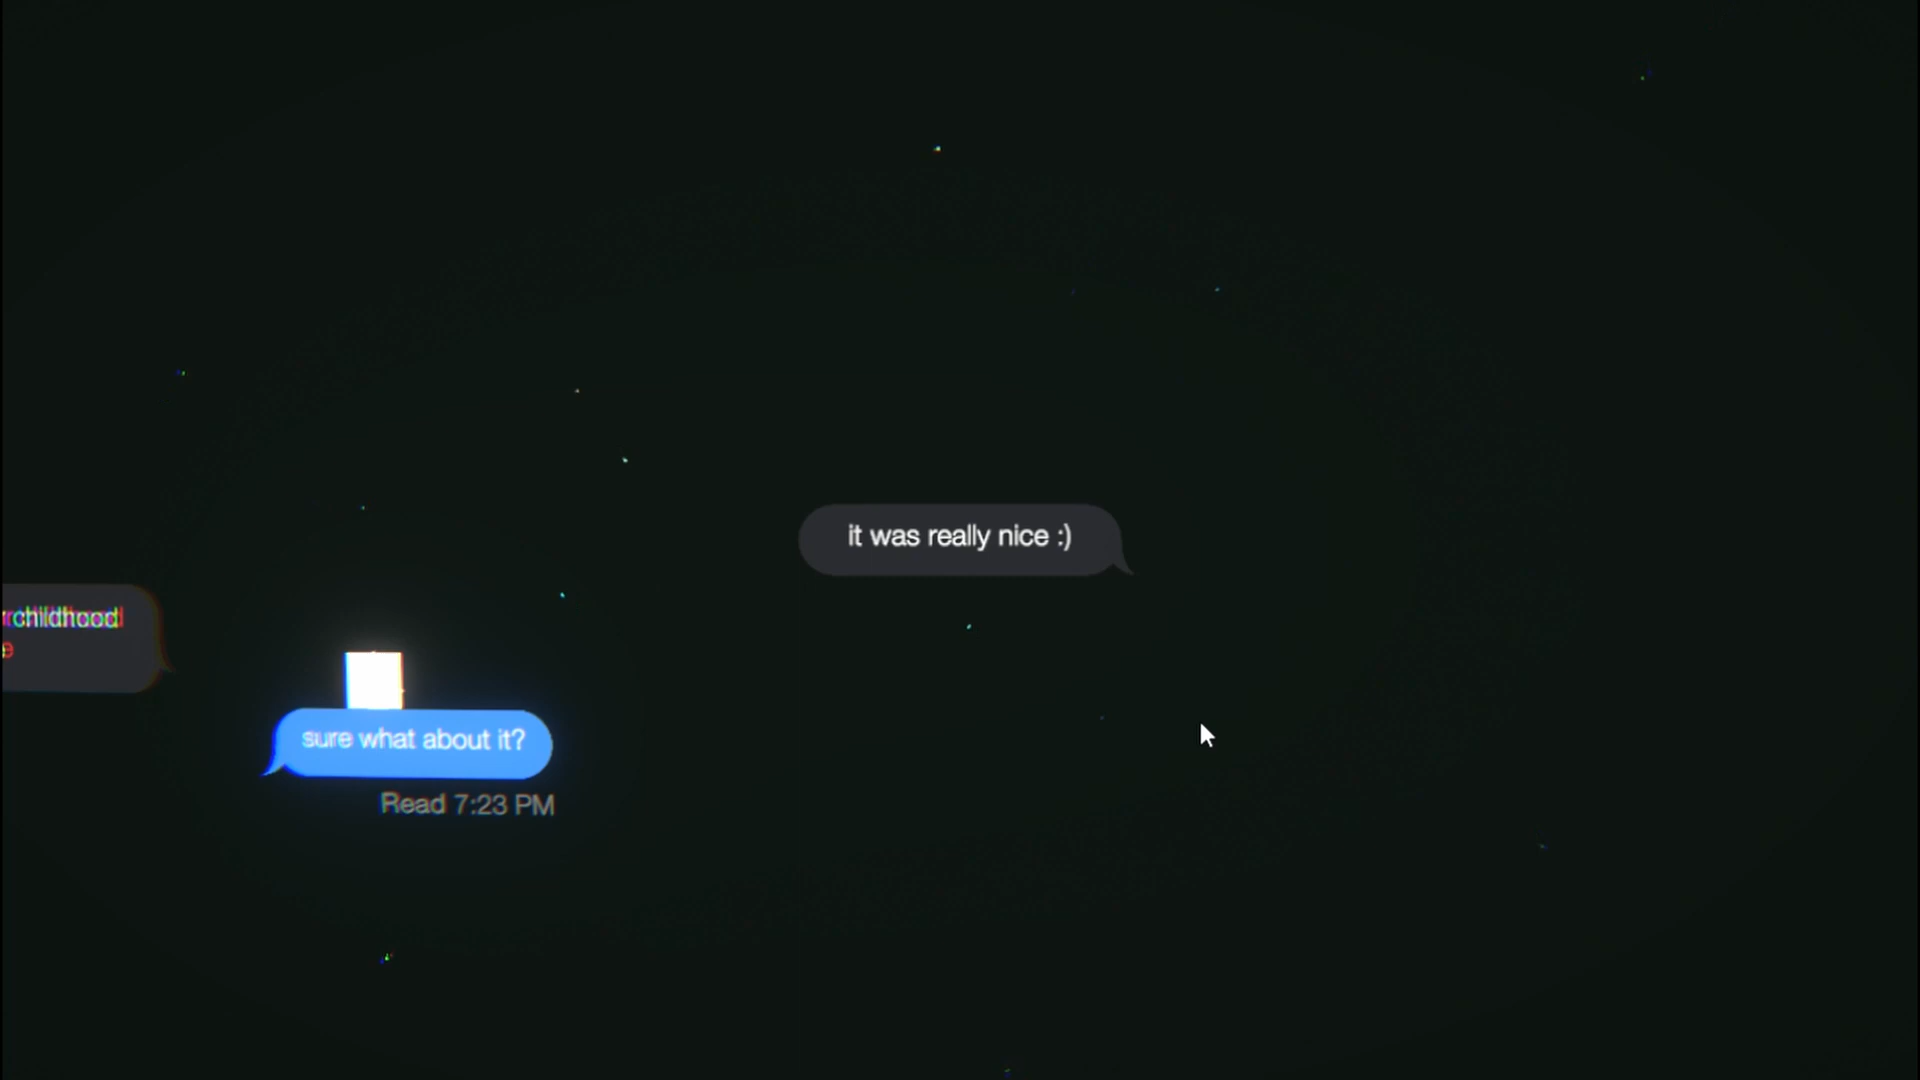 childhood
sure what about it?
Read 7:23 PM
it was really nice :)